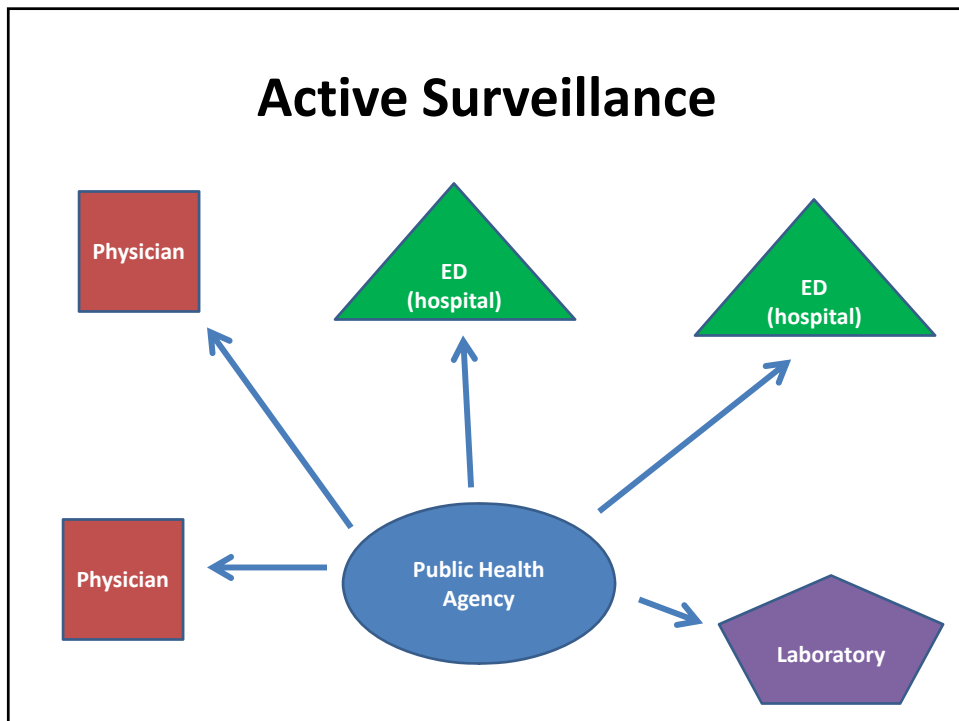 Active Surveillance
Physician
ED
(hospital)
ED
(hospital)
Physician
Public Health
Agency
Laboratory